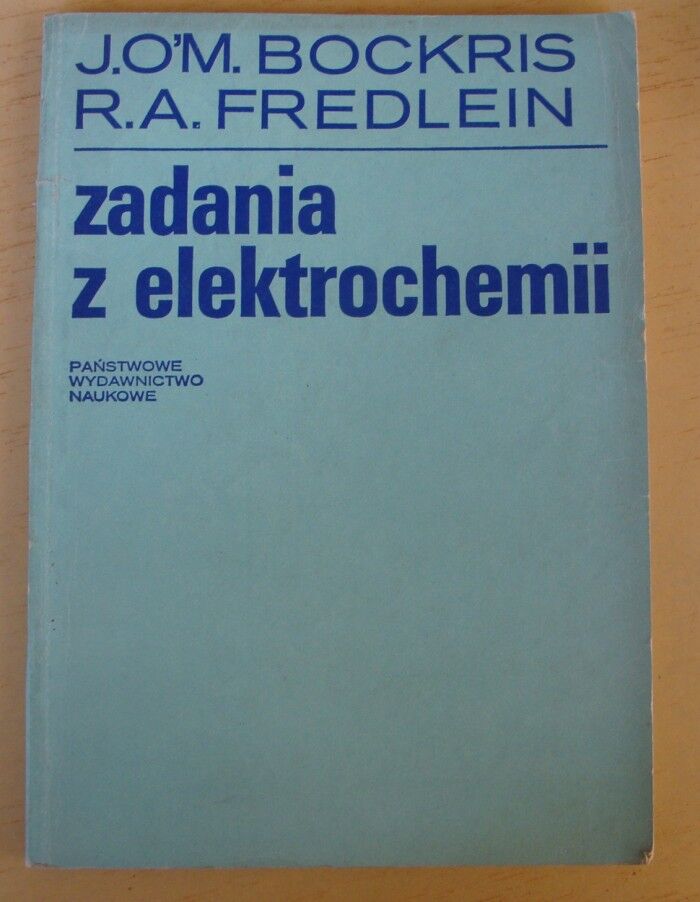 J.O'M. BOCKRIS
R.A. FREDLEIN
zadania
z elektrochemii
PAŃSTWOWE
WYDAWNICTWO
NAUKOWE